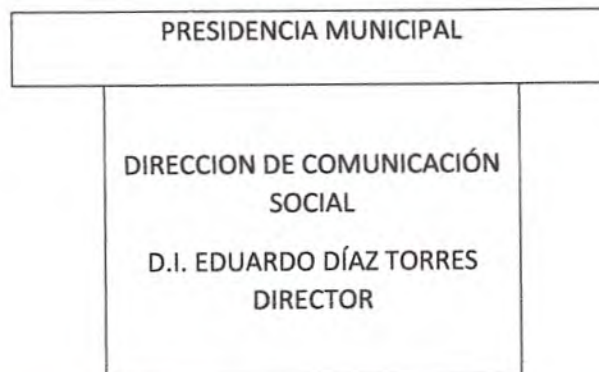 PRESIDENCIA MUNICIPAL
DIRECCION DE COMUNICACIÓN
SOCIAL
D.I. EDUARDO DÍAZ TORRES
DIRECTOR